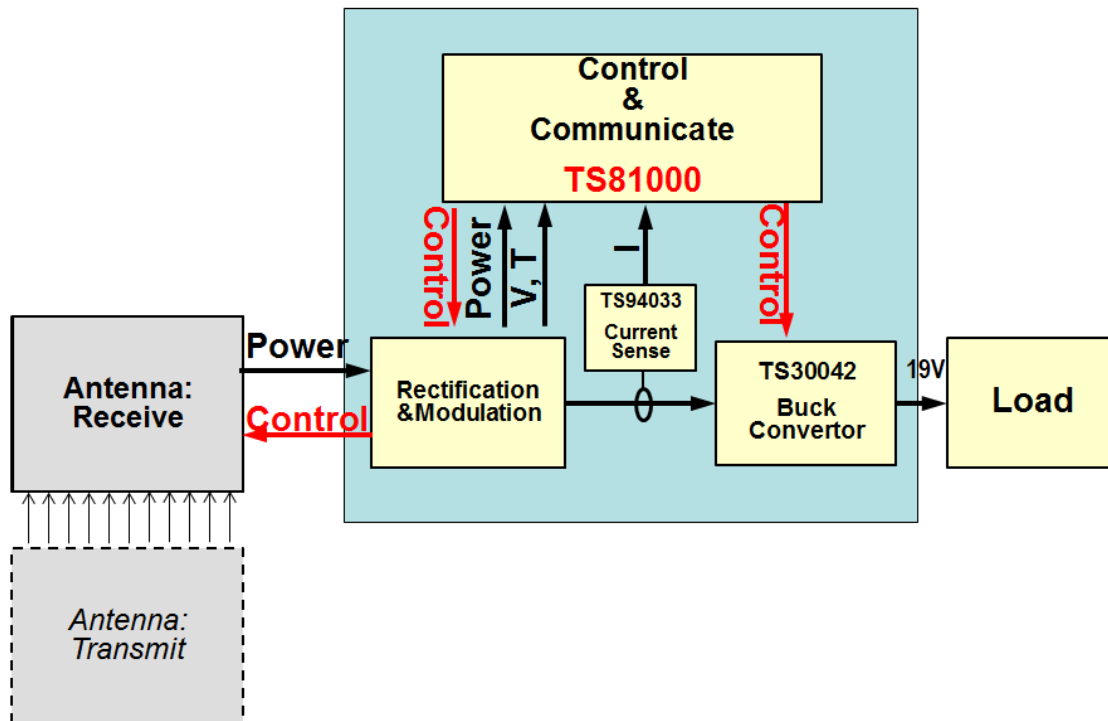 Control
&
Communicate
TS81000
Control
Power
V, T
I
Control
TS94033
Current
Sense
Power
Antenna:
Receive
Control
Rectification
&Modulation
TS30042
Buck
Convertor
19V
Load
Antenna:
Transmit